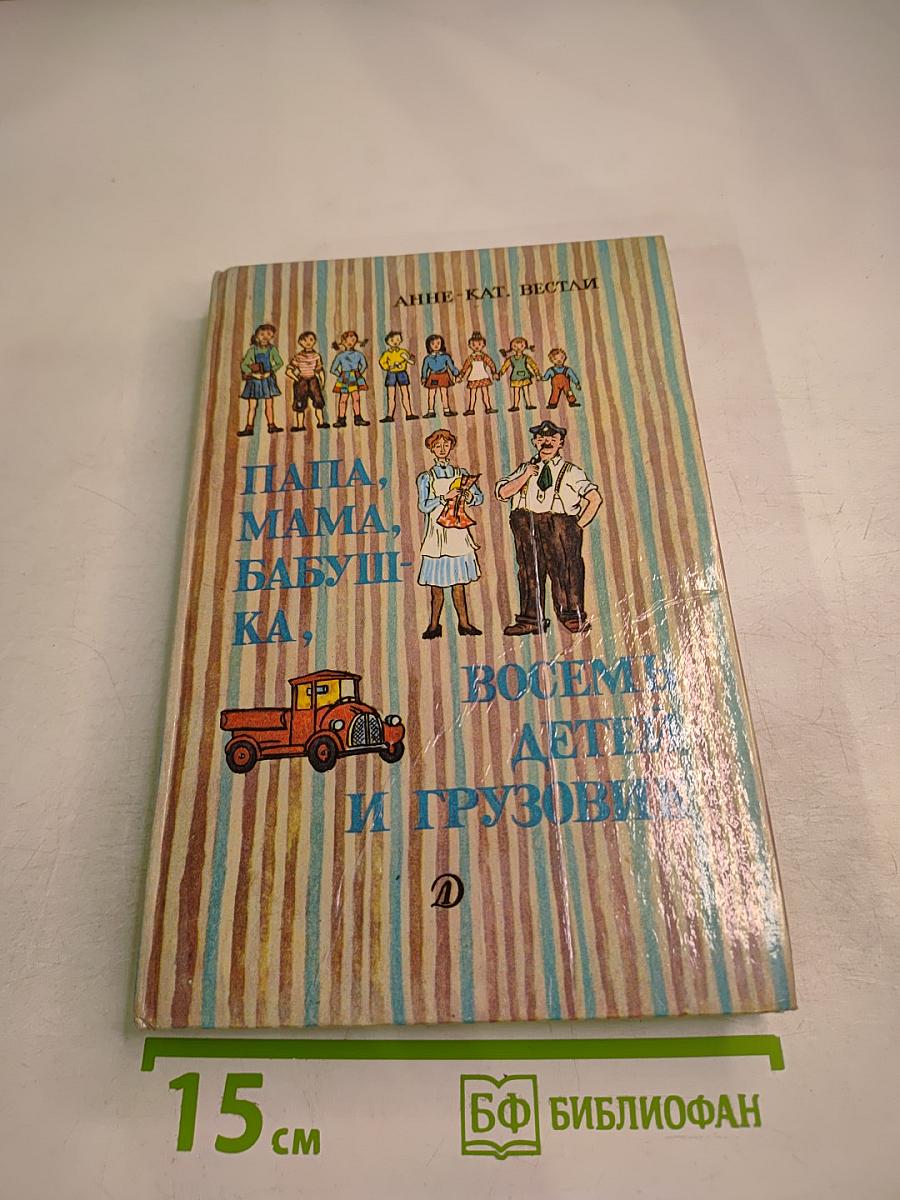 АННЕ-КАТ. ВЕСТЛИ
ПАПА,
МАМА,
БАБУШ-
КА,
ВОСЕМЬ
ДЕТЕЙ
И ГРУЗОВИК
Д
15 см
БФ БИБЛИОФАН